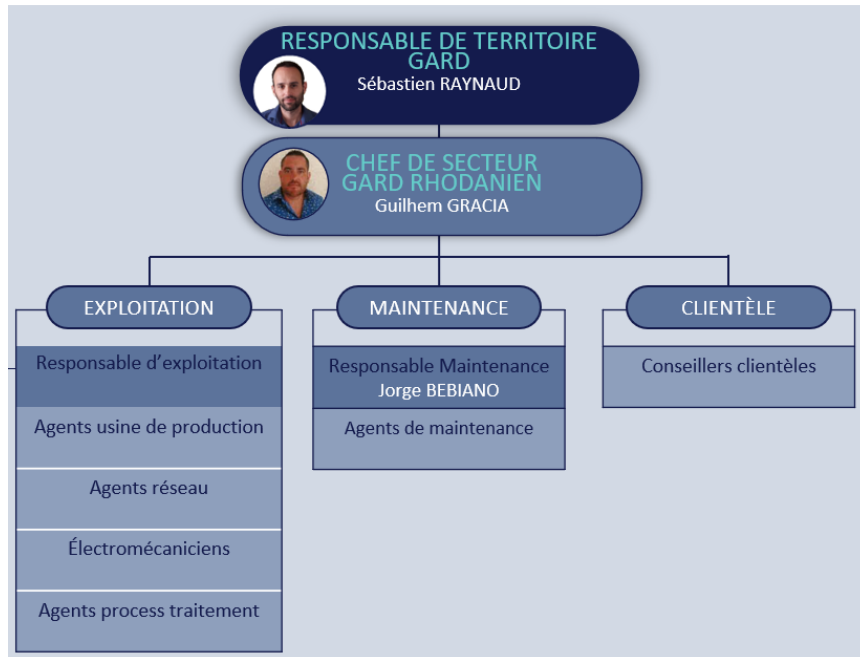 RESPONSABLE DE TERRITOIRE
GARD
Sébastien RAYNAUD
CHEF DE SECTEUR
GARD RHODANIEN
Guilhem GRACIA
EXPLOITATION
Responsable d’exploitation
Agents usine de production
Agents réseau
Électromécaniciens
Agents process traitement
MAINTENANCE
Responsable Maintenance
Jorge BEBIANO
Agents de maintenance
CLIENTÈLE
Conseillers clientèles